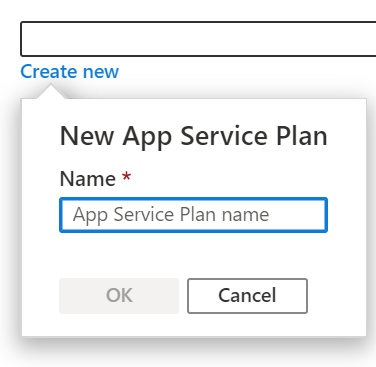 Create new
New App Service Plan
Name *
App Service Plan name
OK Cancel